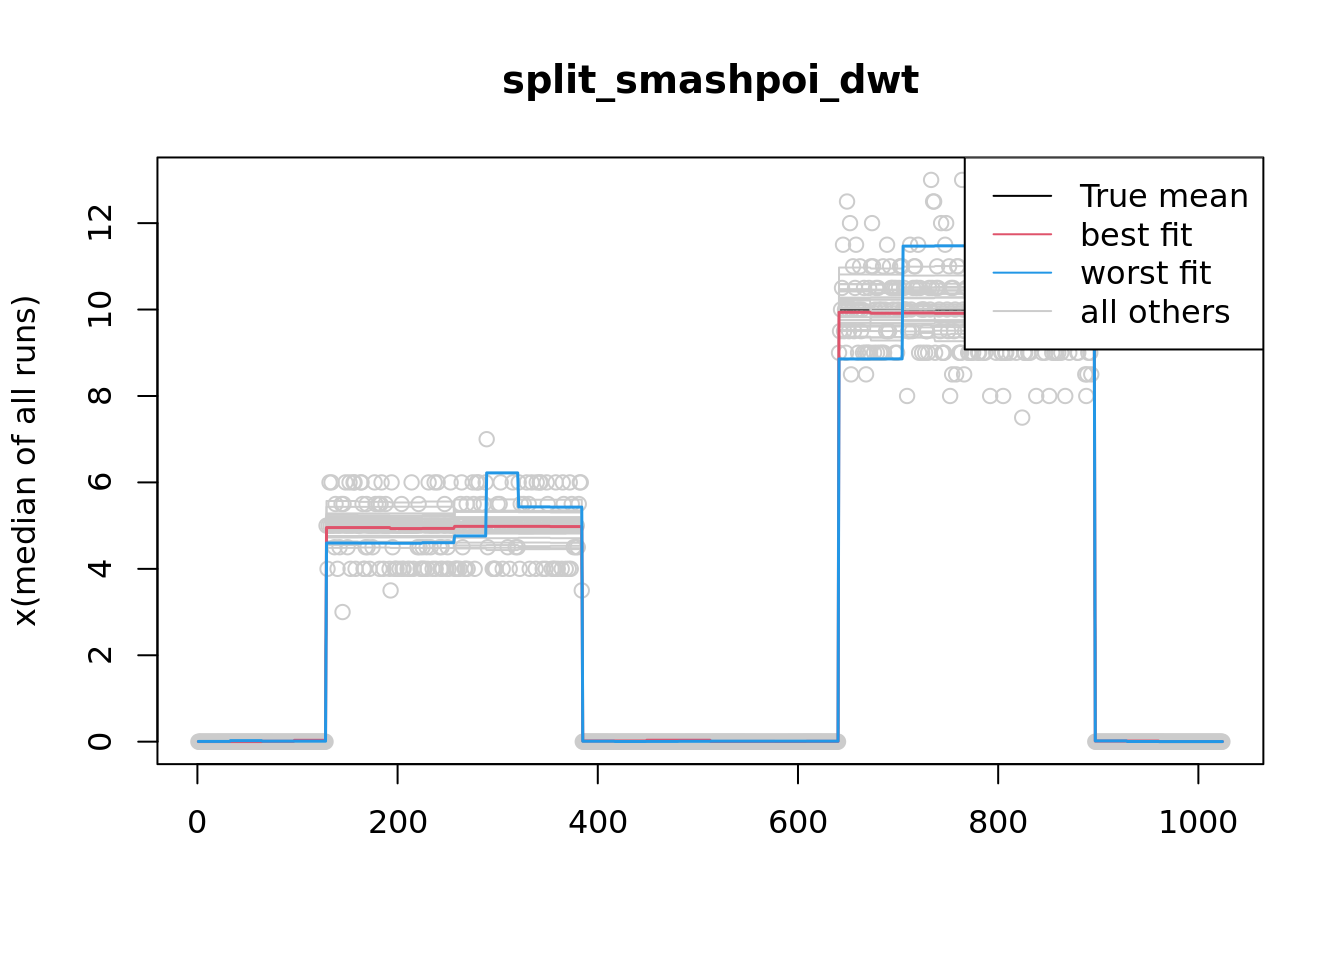 split_smashpoi_dwt
x(median of all runs)
12
10
8
6
4
2
0
True mean
best fit
worst fit
all others
0 200 400 600 800 1000